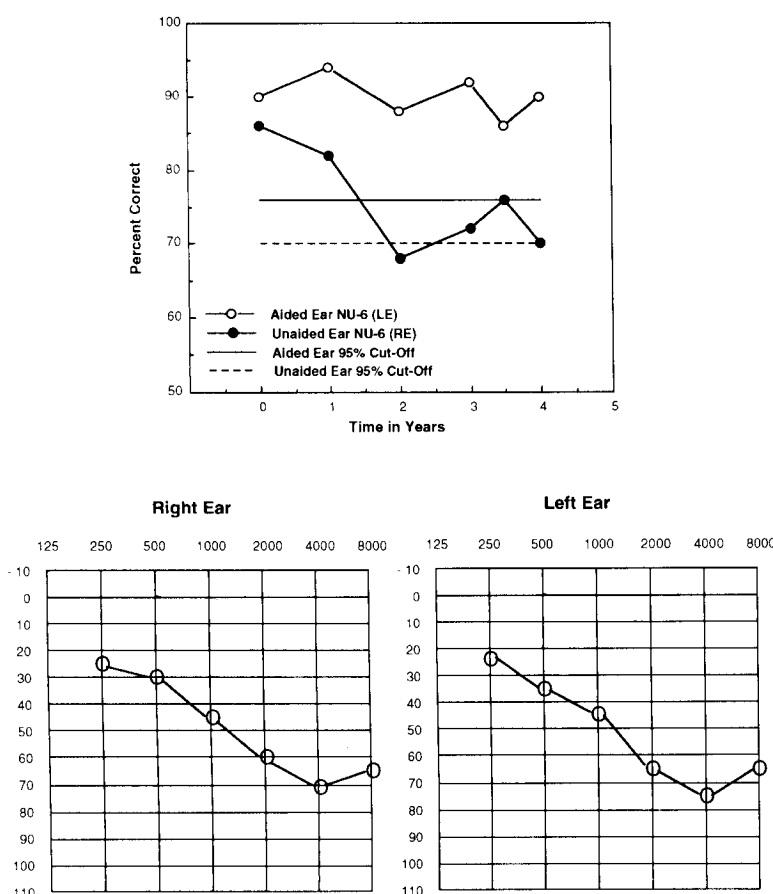 100
90
80
70
60
50
Percent Correct
Aided Ear NU-6 (LE)
Unaided Ear NU-6 (RE)
Aided Ear 95% Cut-Off
Unaided Ear 95% Cut-Off
0 1 2 3 4 5
Time in Years
Right Ear
125 250 500 1000 2000 4000 8000
- 10
0
10
20
30
40
50
60
70
80
90
100
110
Left Ear
125 250 500 1000 2000 4000 8000
- 10
0
10
20
30
40
50
60
70
80
90
100
110